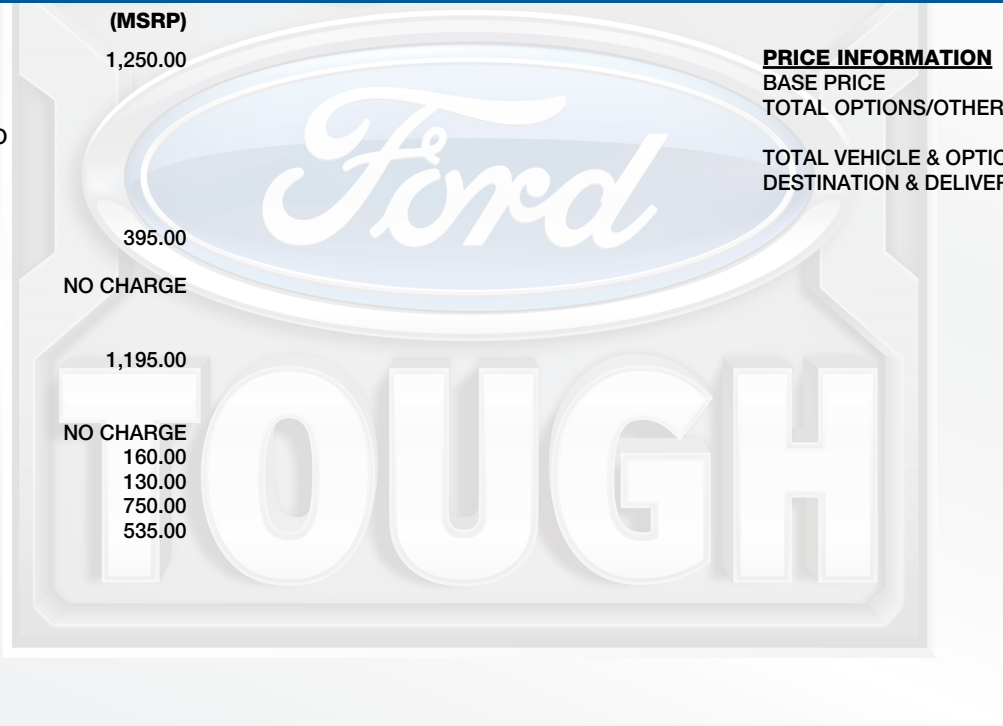 (MSRP)
1,250.00
395.00
NO CHARGE
1,195.00
NO CHARGE
160.00
130.00
750.00
535.00
PRICE INFORMATION
BASE PRICE
TOTAL OPTIONS/OTHER
TOTAL VEHICLE & OPTIO
DESTINATION & DELIVER
Ford
TOUGH